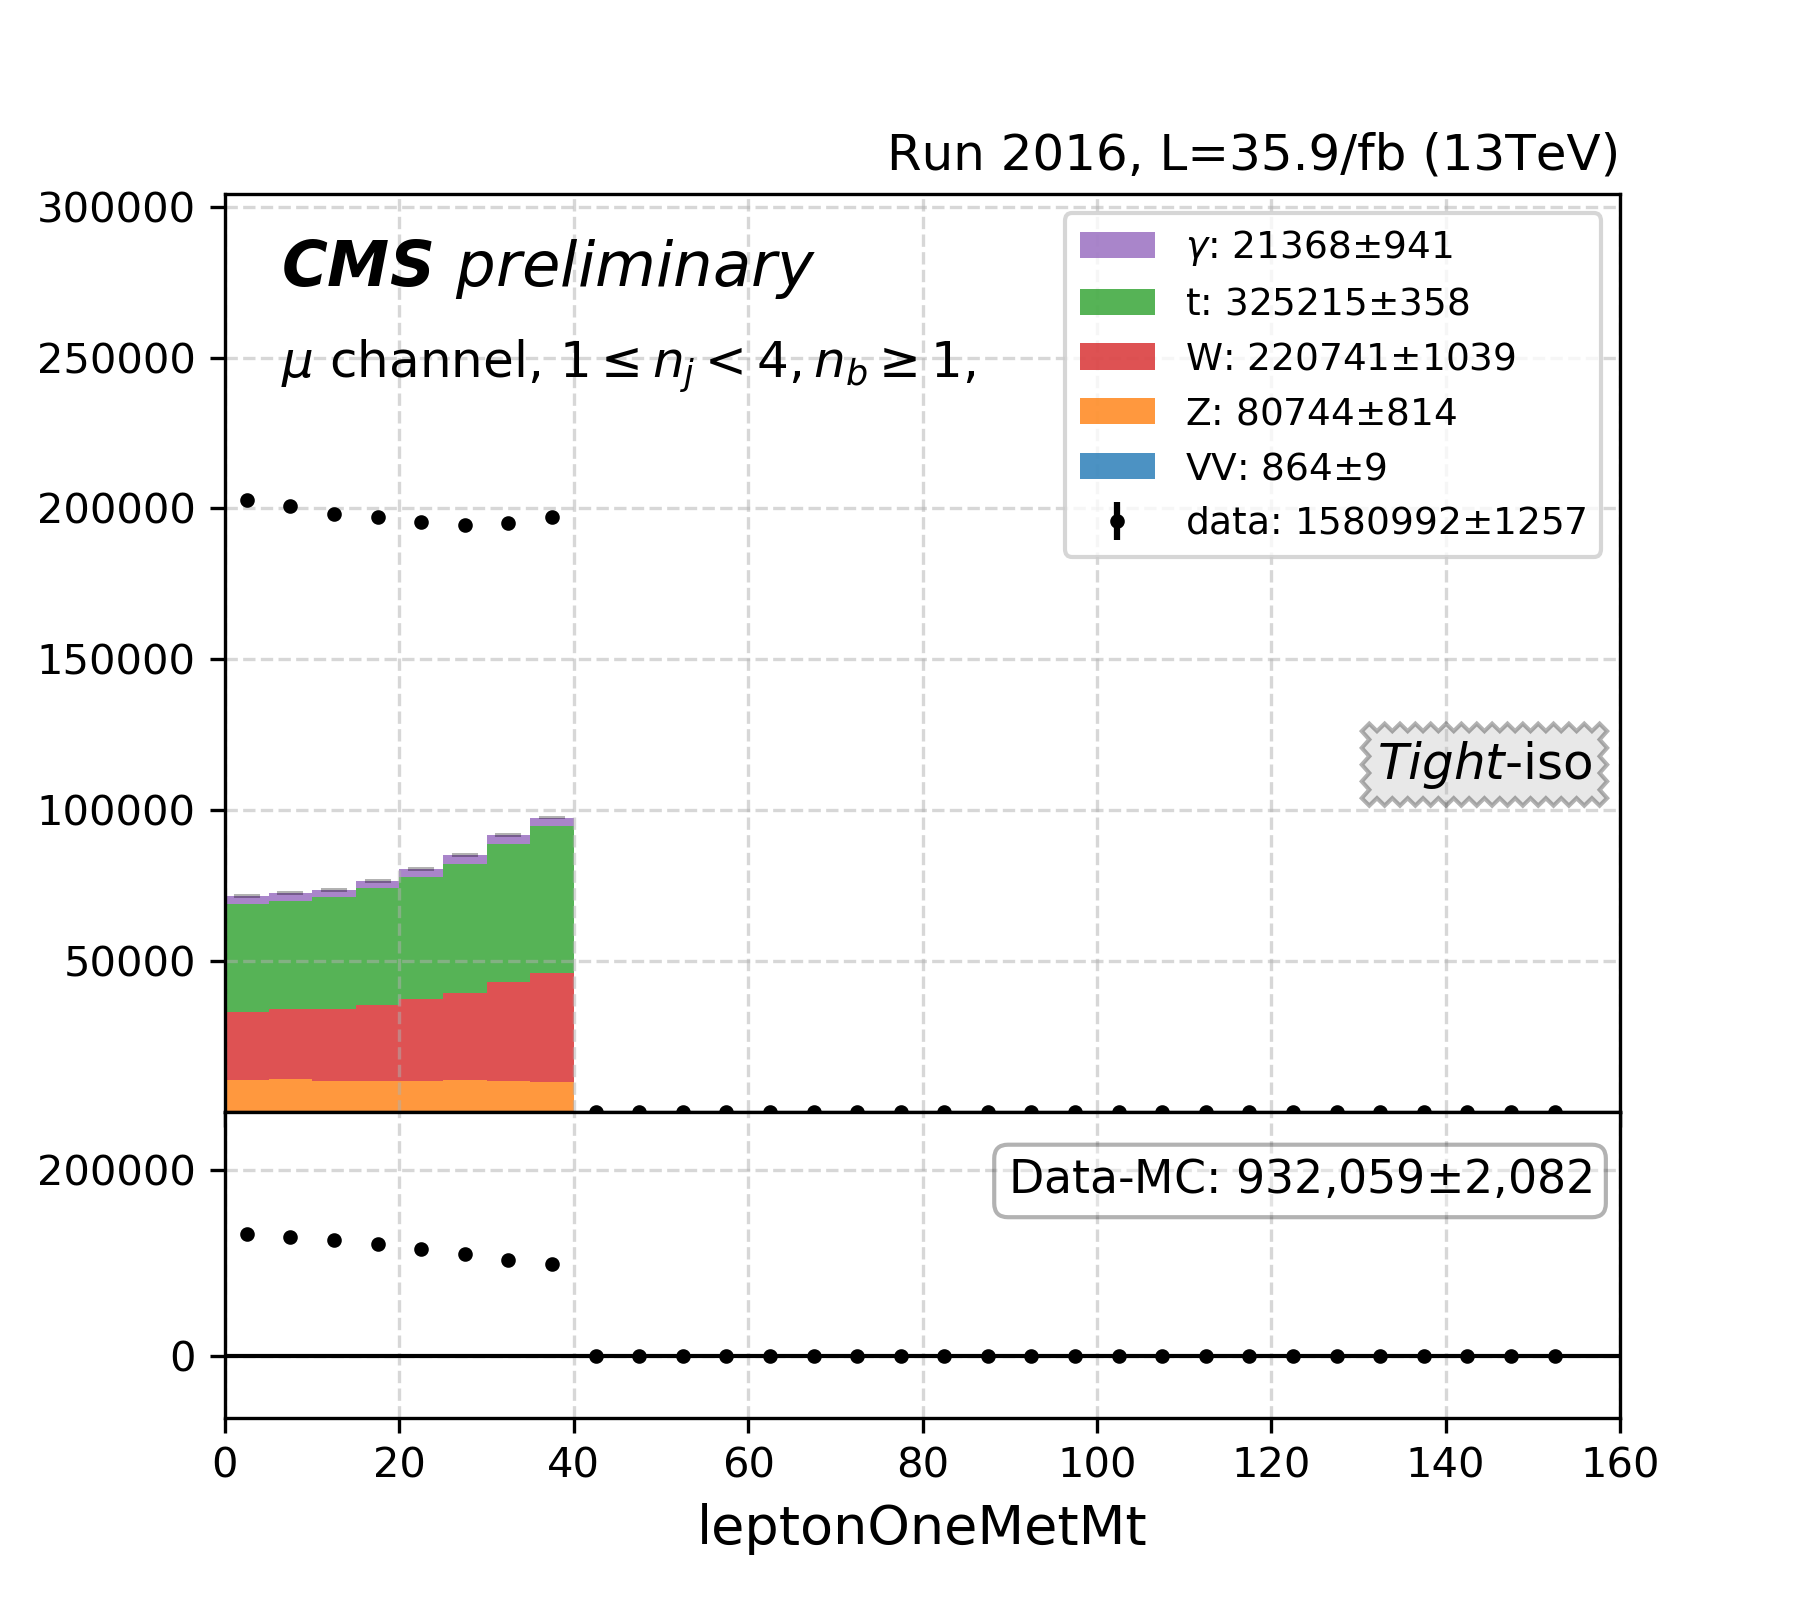 Run 2016, L=35.9/fb (13TeV)
300000
CMS preliminary
γ: 21368±941
t: 325215±358
250000
μ channel, 1 ≤ n_j < 4, n_b ≥ 1,
W: 220741±1039
Z: 80744±814
VV: 864±9
200000
data: 1580992±1257
150000
Tight-iso
100000
50000
200000
Data-MC: 932,059±2,082
0
0 20 40 60 80 100 120 140 160
leptonOneMetMt